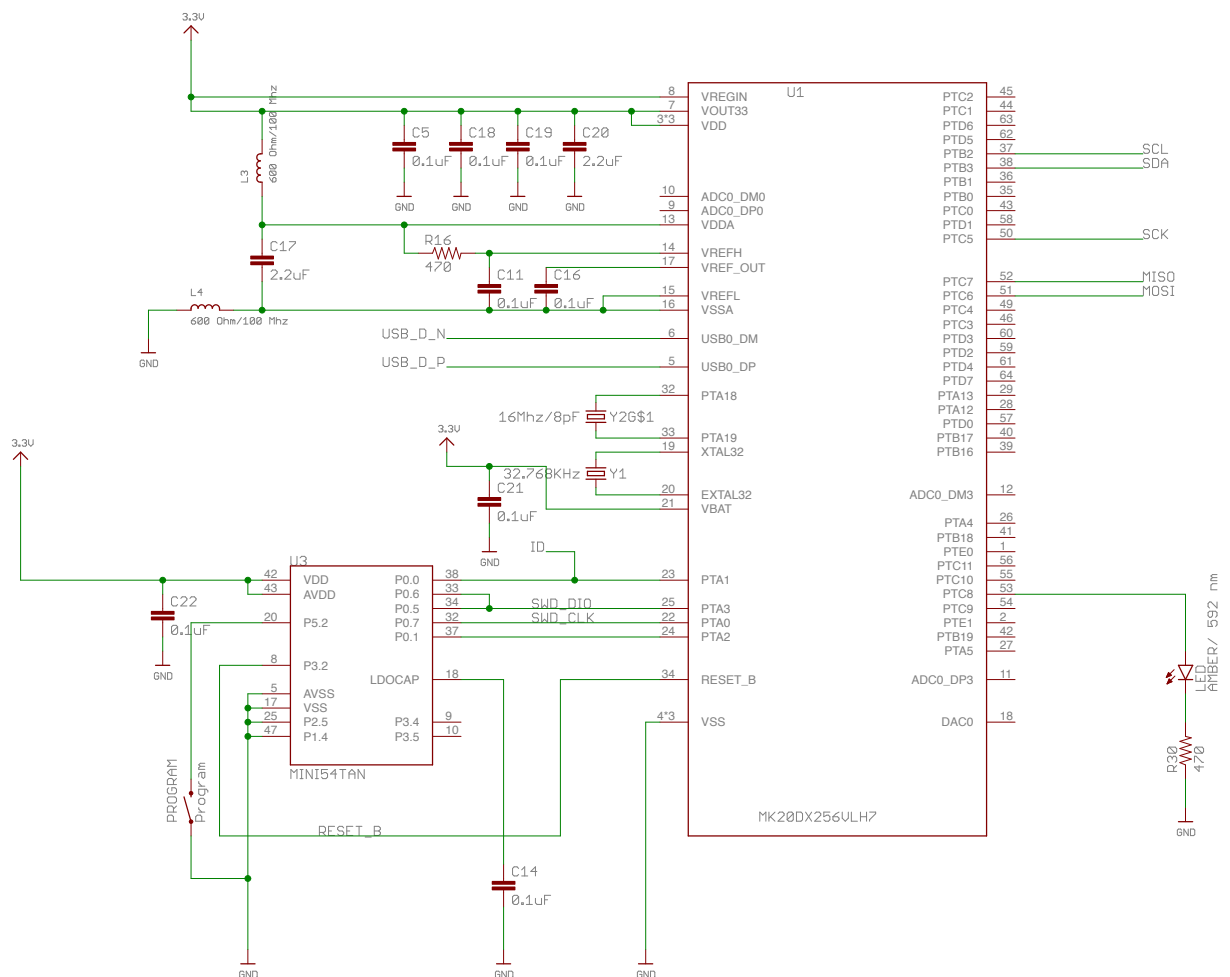 3.3V
L3
600 Ohm/100 Mhz
C5
0.1uF
GND
C18
0.1uF
GND
C19
0.1uF
GND
C20
2.2uF
GND
C17
2.2uF
R16
470
C11
0.1uF
C16
0.1uF
L4
600 Ohm/100 Mhz
GND
USB_D_N
USB_D_P
16Mhz/8pF
Y2G$1
32.768KHz
Y1
3.3V
C21
0.1uF
GND
ID
SWD_DIO
SWD_CLK
U1
8 VREGIN
7 VOUT33
3*3 VDD
10 ADC0_DM0
9 ADC0_DP0
13 VDDA
14 VREFH
17 VREF_OUT
15 VREFL
16 VSSA
6 USB0_DM
5 USB0_DP
32 PTA18
33 PTA19
19 XTAL32
20 EXTAL32
21 VBAT
23 PTA1
25 PTA3
22 PTA0
24 PTA2
34 RESET_B
4*3 VSS
PTC2 45
PTC1 44
PTD6 63
PTD5 62
PTB2 37 SCL
PTB3 38 SDA
PTB1 36
PTB0 35
PTC0 43
PTD1 58
PTC5 50 SCK
PTC7 52 MISO
PTC6 51 MOSI
PTC4 49
PTC3 46
PTD3 60
PTD2 59
PTD4 61
PTD7 64
PTA13 29
PTA12 28
PTD0 57
PTB17 40
PTB16 39
ADC0_DM3 12
PTA4 26
PTB18 41
PTE0 1
PTC11 56
PTC10 55
PTC8 53
PTC9 54
PTE1 2
PTB19 42
PTA5 27
ADC0_DP3 11
DAC0 18
MK20DX256VLH7
GND
LED
AMBER/ 592 nm
R30
470
GND
3.3V
C22
0.1uF
GND
U3
42 VDD
43 AVDD
20 P5.2
8 P3.2
5 AVSS
17 VSS
25 P2.5
47 P1.4
P0.0 38
P0.6 33
P0.5 34
P0.7 32
P0.1 37
LDOCAP 18
P3.4 9
P3.5 10
MINI54TAN
PROGRAM
Program
RESET_B
C14
0.1uF
GND
GND